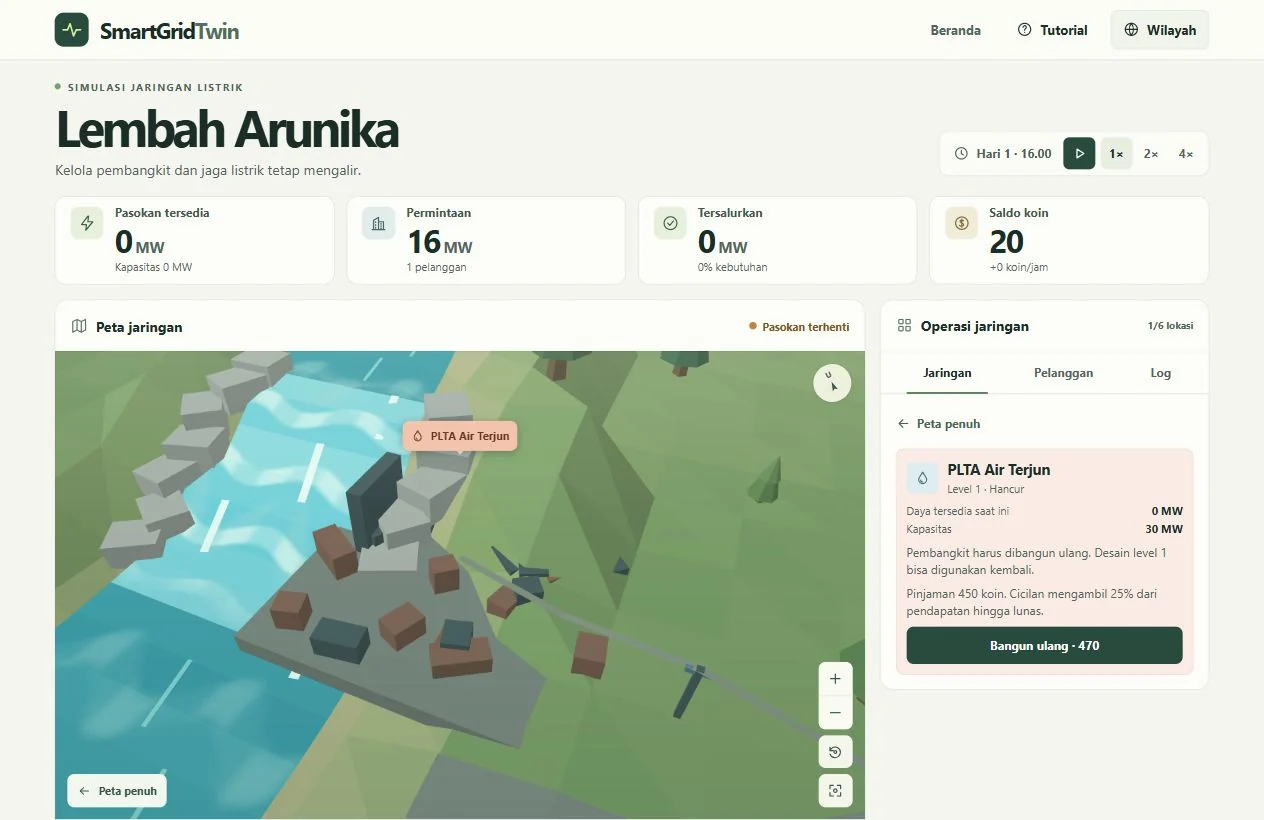 SmartGridTwin
Beranda
Tutorial
Wilayah
SIMULASI JARINGAN LISTRIK
Lembah Arunika
Kelola pembangkit dan jaga listrik tetap mengalir.
Hari 1 · 16.00
1×
2×
4×
Pasokan tersedia
0 MW
Kapasitas 0 MW
Permintaan
16 MW
1 pelanggan
Tersalurkan
0 MW
0% kebutuhan
Saldo koin
20
+0 koin/jam
Peta jaringan
Pasokan terhenti
U
PLTA Air Terjun
Peta penuh
Operasi jaringan
1/6 lokasi
Jaringan
Pelanggan
Log
Peta penuh
PLTA Air Terjun
Level 1 · Hancur
Daya tersedia saat ini 0 MW
Kapasitas 30 MW
Pembangkit harus dibangun ulang. Desain level 1
bisa digunakan kembali.
Pinjaman 450 koin. Cicilan mengambil 25% dari
pendapatan hingga lunas.
Bangun ulang · 470